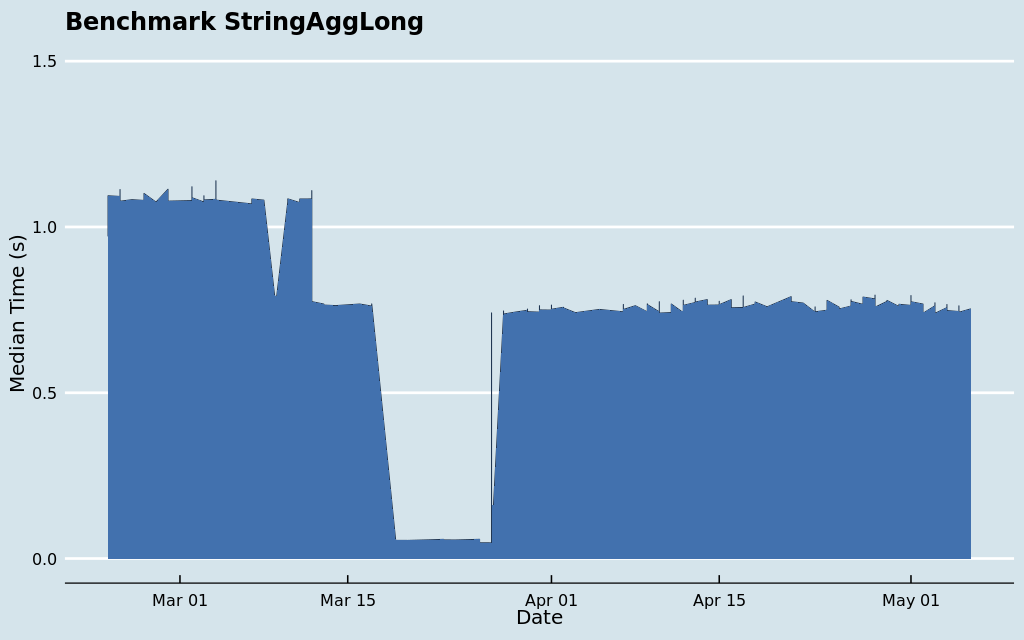 Benchmark StringAggLong
1.5
1.0
0.5
0.0
Median Time (s)
Mar 01
Mar 15
Apr 01
Apr 15
May 01
Date